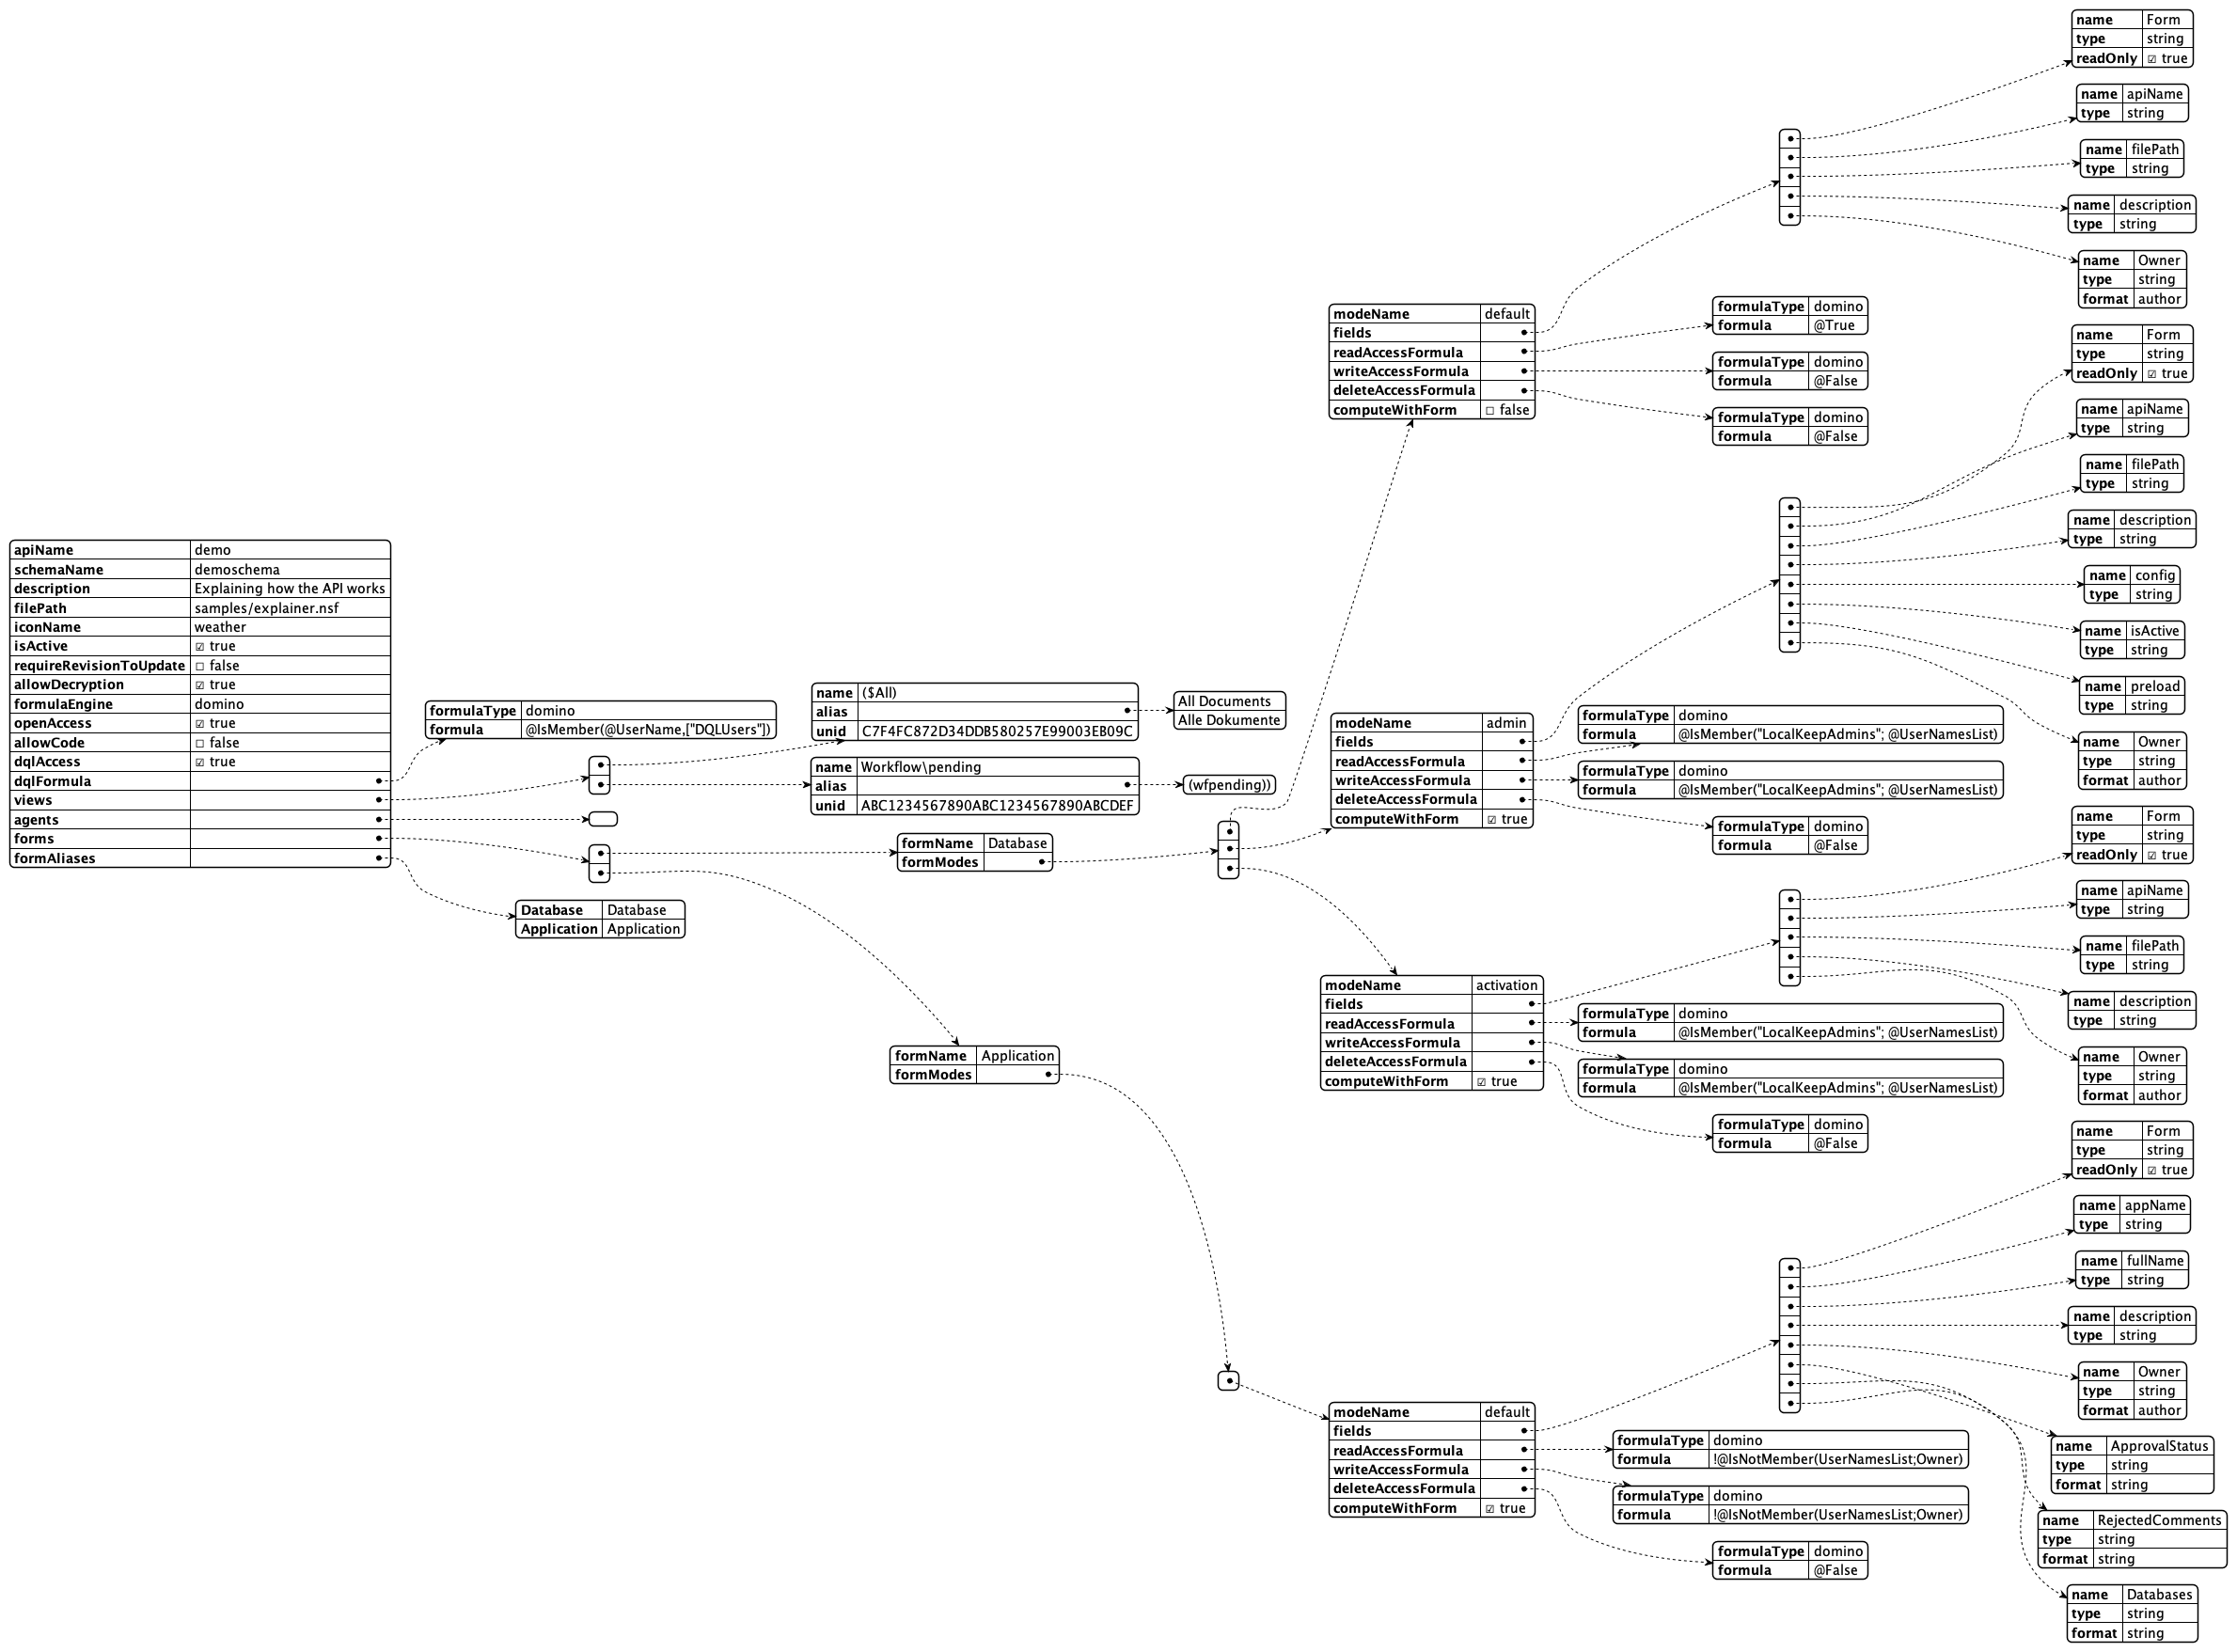 apiName demo
schemaName demoschema
description Explaining how the API works
filePath samples/explainer.nsf
iconName weather
isActive ☑ true
requireRevisionToUpdate ☐ false
allowDecryption ☑ true
formulaEngine domino
openAccess ☑ true
allowCode ☐ false
dqlAccess ☑ true
dqlFormula
views
agents
forms
formAliases
formulaType domino
formula @IsMember(@UserName,["DQLUsers"])
name ($All)
alias
unid C7F4FC872D34DDB580257E99003EB09C
All Documents
Alle Dokumente
name Workflow\pending
alias
unid ABC1234567890ABC1234567890ABCDEF
(wfpending))
formName Database
formModes
Database Database
Application Application
formName Application
formModes
modeName default
fields
readAccessFormula
writeAccessFormula
deleteAccessFormula
computeWithForm ☐ false
name Form
type string
readOnly ☑ true
name apiName
type string
name filePath
type string
name description
type string
name Owner
type string
format author
formulaType domino
formula @True
formulaType domino
formula @False
formulaType domino
formula @False
modeName admin
fields
readAccessFormula
writeAccessFormula
deleteAccessFormula
computeWithForm ☑ true
name Form
type string
readOnly ☑ true
name apiName
type string
name filePath
type string
name description
type string
name config
type string
name isActive
type string
name preload
type string
name Owner
type string
format author
formulaType domino
formula @IsMember("LocalKeepAdmins"; @UserNamesList)
formulaType domino
formula @IsMember("LocalKeepAdmins"; @UserNamesList)
formulaType domino
formula @False
modeName activation
fields
readAccessFormula
writeAccessFormula
deleteAccessFormula
computeWithForm ☑ true
name Form
type string
readOnly ☑ true
name apiName
type string
name filePath
type string
name description
type string
name Owner
type string
format author
formulaType domino
formula @IsMember("LocalKeepAdmins"; @UserNamesList)
formulaType domino
formula @IsMember("LocalKeepAdmins"; @UserNamesList)
formulaType domino
formula @False
modeName default
fields
readAccessFormula
writeAccessFormula
deleteAccessFormula
computeWithForm ☑ true
name Form
type string
readOnly ☑ true
name appName
type string
name fullName
type string
name description
type string
name Owner
type string
format author
name ApprovalStatus
type string
format string
name RejectedComments
type string
format string
name Databases
type string
format string
formulaType domino
formula !@IsNotMember(UserNamesList;Owner)
formulaType domino
formula !@IsNotMember(UserNamesList;Owner)
formulaType domino
formula @False